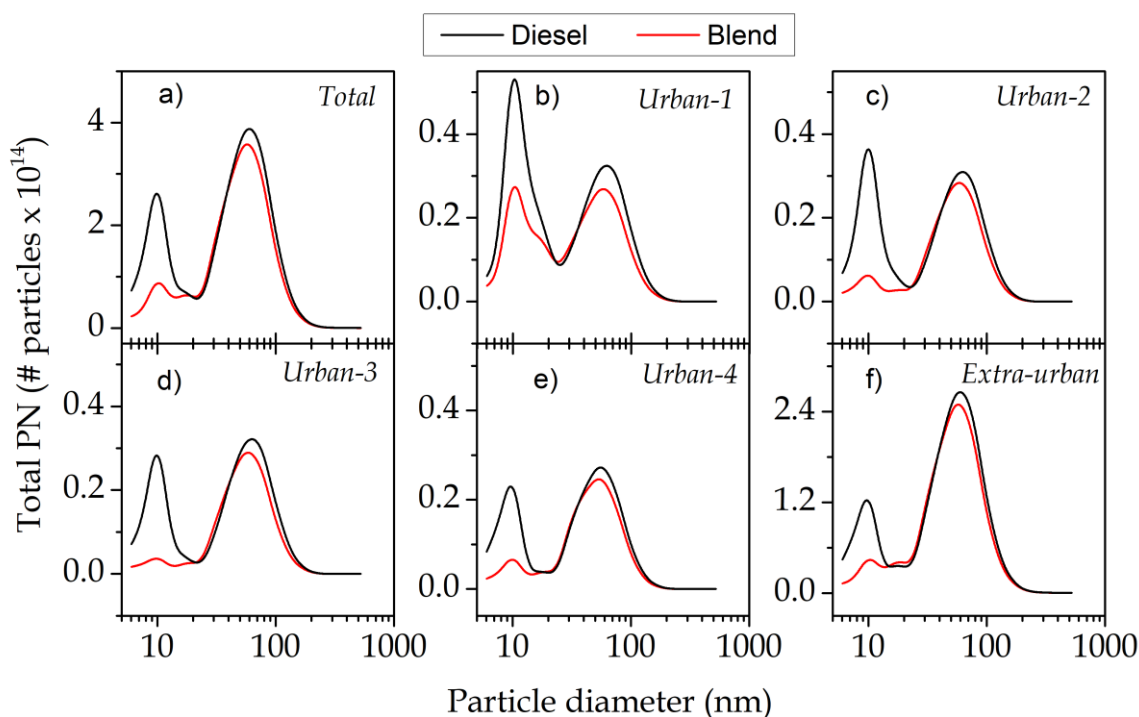 Diesel Blend
Total PN (# particles x 10¹⁴)
a) Total
4
2
0
b) Urban-1
0.4
0.2
0.0
c) Urban-2
0.4
0.2
0.0
d) Urban-3
0.4
0.2
0.0
10 100 1000
e) Urban-4
0.4
0.2
0.0
10 100 1000
f) Extra-urban
2.4
1.2
0.0
10 100 1000
Particle diameter (nm)